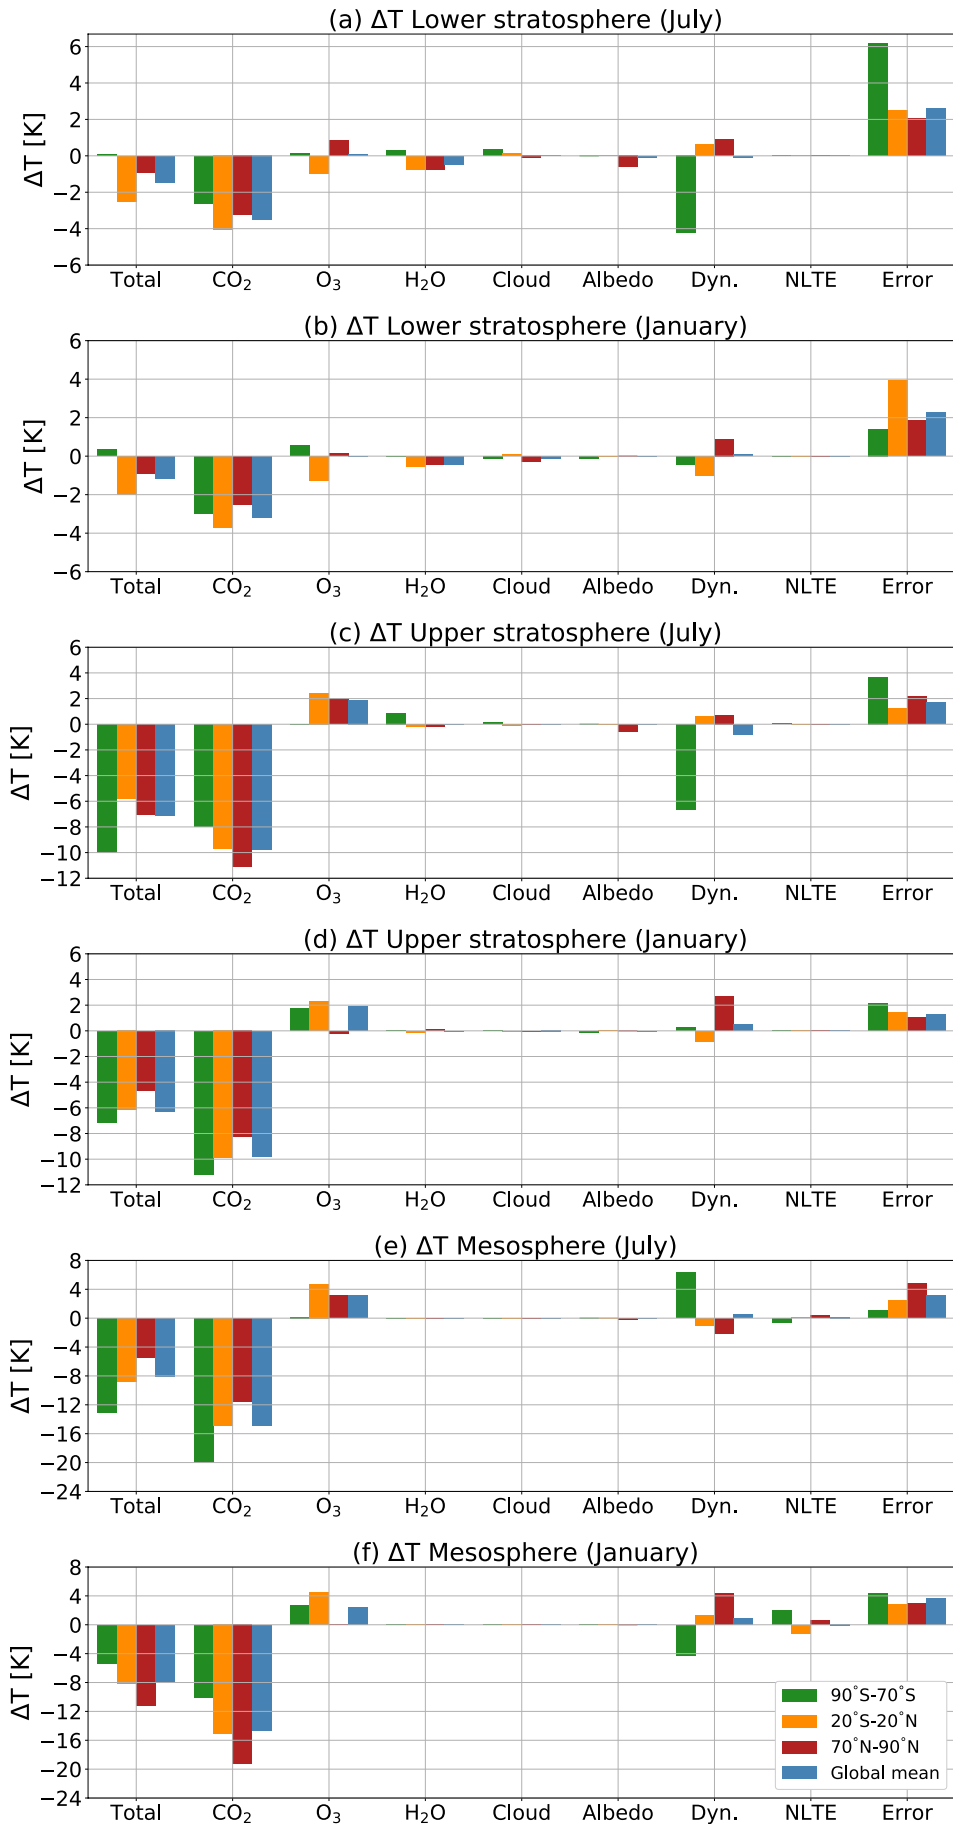 (a) ΔT Lower stratosphere (July)
6
4
2
0
−2
−4
−6
ΔT [K]
Total CO₂ O₃ H₂O Cloud Albedo Dyn. NLTE Error
(b) ΔT Lower stratosphere (January)
6
4
2
0
−2
−4
−6
ΔT [K]
Total CO₂ O₃ H₂O Cloud Albedo Dyn. NLTE Error
(c) ΔT Upper stratosphere (July)
6
4
2
0
−2
−4
−6
−8
−10
−12
ΔT [K]
Total CO₂ O₃ H₂O Cloud Albedo Dyn. NLTE Error
(d) ΔT Upper stratosphere (January)
6
4
2
0
−2
−4
−6
−8
−10
−12
ΔT [K]
Total CO₂ O₃ H₂O Cloud Albedo Dyn. NLTE Error
(e) ΔT Mesosphere (July)
8
4
0
−4
−8
−12
−16
−20
−24
ΔT [K]
Total CO₂ O₃ H₂O Cloud Albedo Dyn. NLTE Error
(f) ΔT Mesosphere (January)
8
4
0
−4
−8
−12
−16
−20
−24
ΔT [K]
90°S-70°S
20°S-20°N
70°N-90°N
Global mean
Total CO₂ O₃ H₂O Cloud Albedo Dyn. NLTE Error